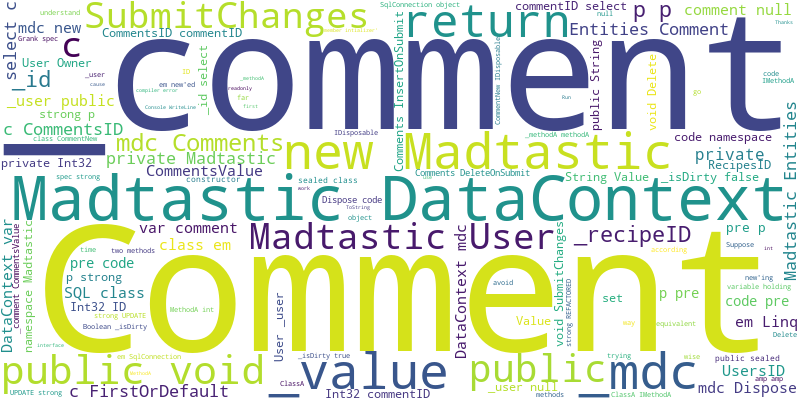 SubmitChanges
return
SqlConnection object
commentID select
null
p p
comment null
understand
CommentsID commentID
mdc new
select c
c
Grank spec
User Owner
Entities Comment
_comment
_id
_user
em new'ed
_methodA
IMethodA
code
Thanks
cause
compiler error
readonly
far
first
Console WriteLine
_id select
Comments InsertOnSubmit
CommentNew IDisposable
public String
void Delete
go
Run
_user public
strong p
c CommentsID
class CommentNew
mdc Comments
IDisposable
_methodA methodA
code namespace
new Madtastic
private Int32
private Madtastic
private
RecipesID
Madtastic Entities
CommentsValue
constructor
sealed class
Comments DeleteOnSubmit
String Value
_isDirty false
spec strong
work
Dispose code
ToString
object
Madtastic DataContext
DataContext var
_comment CommentsValue
namespace Madtastic
var comment
class em
Madtastic User
_recipeID
pre p
time
two methods
Suppose
int
pre code
p strong
SQL class
Int32 ID
strong UPDATE
MethodA int
Boolean _isDirty
Comment
User _user
DataContext mdc
avoid
Value
void SubmitChanges
strong REFACTORED
set
according
new'ing
variable holding
p pre
code pre
equivalent
way
em Linq
Delete
interface
em SqlConnection
_isDirty true
trying
wise
public sealed
public void
_value
public
_mdc
UsersID
amp amp
mdc Dispose
UPDATE strong
c FirstOrDefault
ClassA
Int32 commentID
_user null
methods
ClassA IMethodA